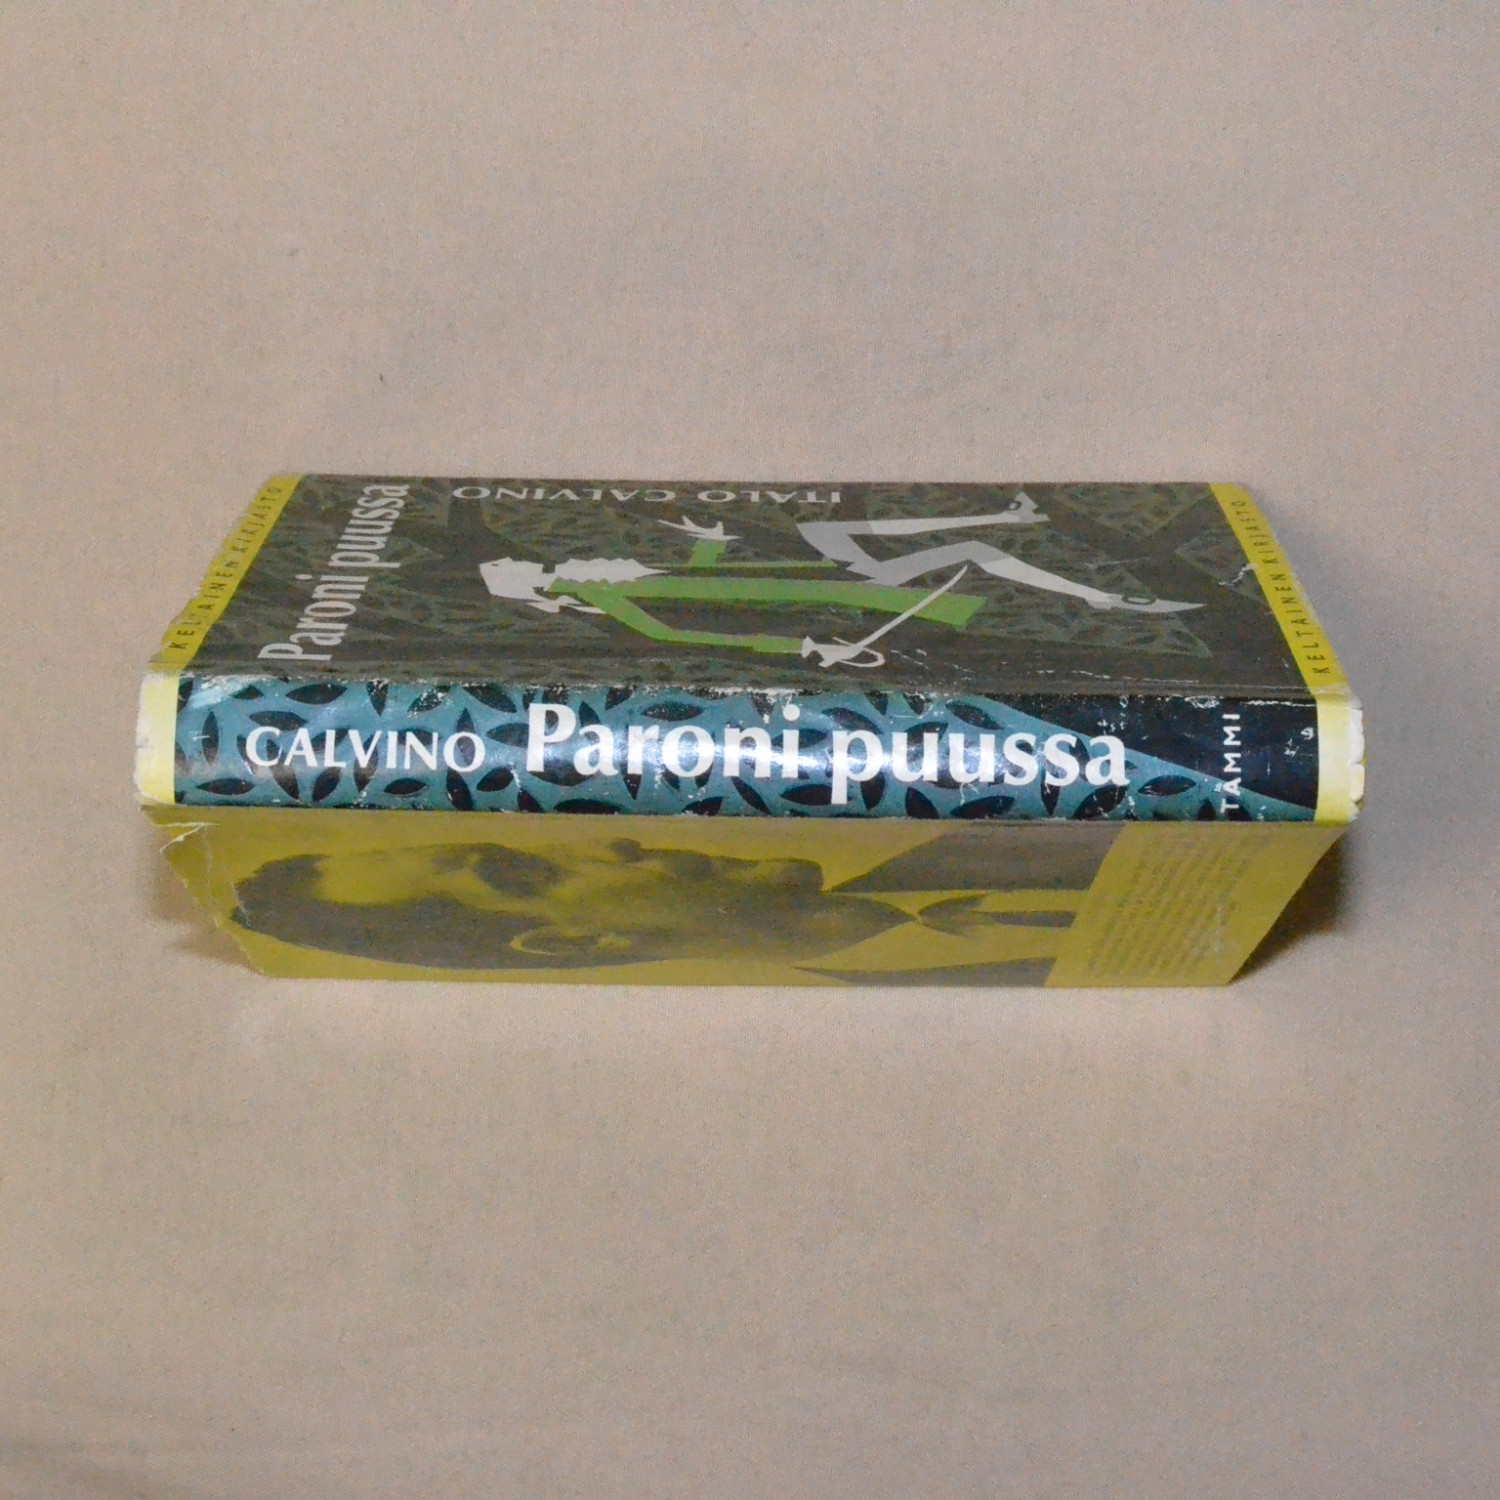 KELTAINEN KIRJASTO
Paroni puussa
ITALO CALVINO
KELTAINEN KIRJASTO
CALVINO Paroni puussa TAMMI